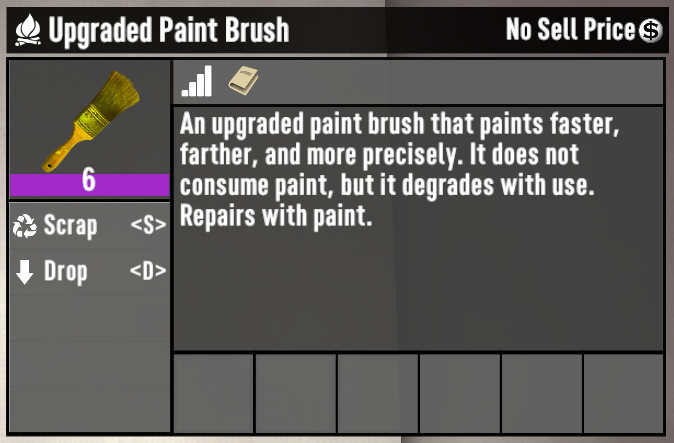 Upgraded Paint Brush
No Sell Price
An upgraded paint brush that paints faster,
farther, and more precisely. It does not
consume paint, but it degrades with use.
Repairs with paint.
6
Scrap <S>
Drop <D>